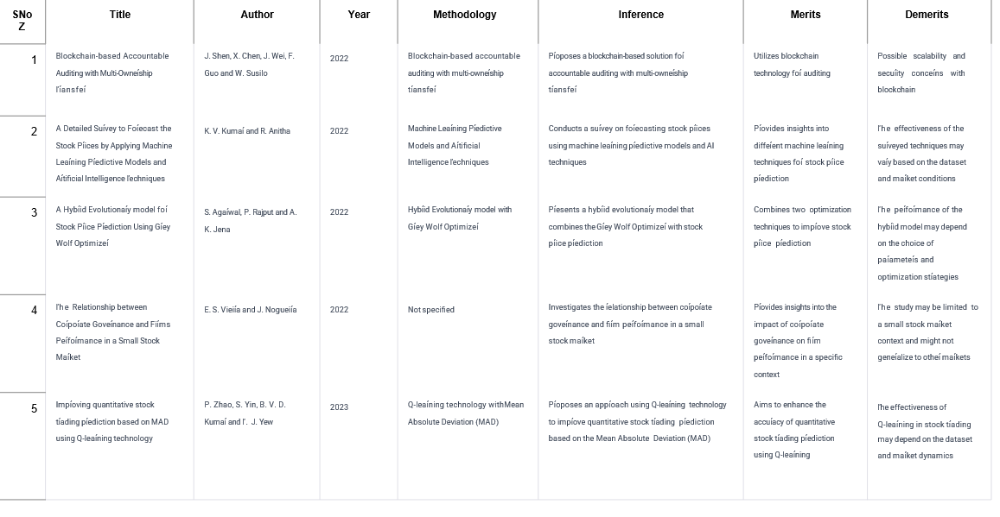 SNo
Z
Title
Author
Year
Methodology
Inference
Merits
Demerits
1
Blockchain-based Accountable
Auditing with Multi-Owneíship
l'íansfeí
J. Shen, X. Chen, J. Wei, F.
Guo and W. Susilo
2022
Blockchain-based accountable
auditing with multi-owneíship
tíansfeí
Píoposes a blockchain-based solution foí
accountable auditing with multi-owneíship
tíansfeí
Utilizes blockchain
technology foí auditing
Possible scalability and
secuíity conceíns with
blockchain
2
A Detailed Suívey to Foíecast the
Stock Píices by Applying Machine
Leaíning Píedictive Models and
Aítificial Intelligence l'echniques
K. V. Kumaí and R. Anitha
2022
Machine Leaíning Píedictive
Models and Aítificial
Intelligence l'echniques
Conducts a suívey on foíecasting stock píices
using machine leaíning píedictive models and AI
techniques
Píovides insights into
diffeíent machine leaíning
techniques foí stock píice
píediction
l'he effectiveness of the
suíveyed techniques may
vaíy based on the dataset
and maíket conditions
3
A Hybíid Evolutionaíy model foí
Stock Píice Píediction Using Gíey
Wolf Optimizeí
S. Agaíwal, P. Rajput and A.
K. Jena
2022
Hybíid Evolutionaíy model with
Gíey Wolf Optimizeí
Píesents a hybíid evolutionaíy model that
combines the Gíey Wolf Optimizeí with stock
píice píediction
Combines two optimization
techniques to impíove stock
píice píediction
l'he peífoímance of the
hybíid model may depend
on the choice of
paíameteís and
optimization stíategies
4
l'he Relationship between
Coípoíate Goveínance and Fiíms
Peífoímance in a Small Stock
Maíket
E. S. Vieiía and J. Nogueiía
2022
Not specified
Investigates the íelationship between coípoíate
goveínance and fiím peífoímance in a small
stock maíket
Píovides insights into the
impact of coípoíate
goveínance on fiím
peífoímance in a specific
context
l'he study may be limited to
a small stock maíket
context and might not
geneíalize to otheí maíkets
5
Impíoving quantitative stock
tíading píediction based on MAD
using Q-leaíning technology
P. Zhao, S. Yin, B. V. D.
Kumaí and l'. J. Yew
2023
Q-leaíning technology withMean
Absolute Deviation (MAD)
Píoposes an appíoach using Q-leaíning technology
to impíove quantitative stock tíading píediction
based on the Mean Absolute Deviation (MAD)
Aims to enhance the
accuíacy of quantitative
stock tíading píediction
using Q-leaíning
l'he effectiveness of
Q-leaíning in stock tíading
may depend on the dataset
and maíket dynamics